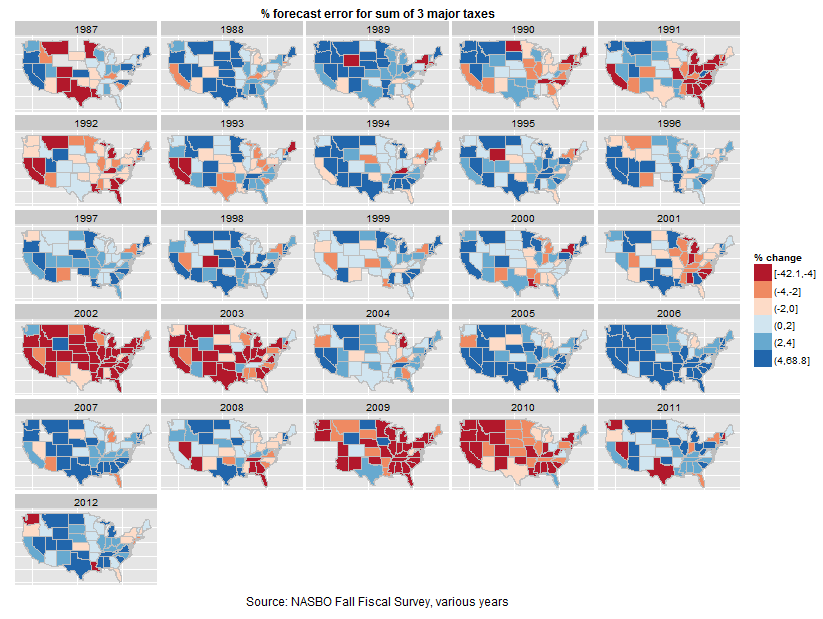 % forecast error for sum of 3 major taxes
1987 1988 1989 1990 1991
1992 1993 1994 1995 1996
1997 1998 1999 2000 2001
% change
[-42.1,-4]
(-4,-2]
(-2,0]
(0,2]
(2,4]
(4,68.8]
2002 2003 2004 2005 2006
2007 2008 2009 2010 2011
2012
Source: NASBO Fall Fiscal Survey, various years